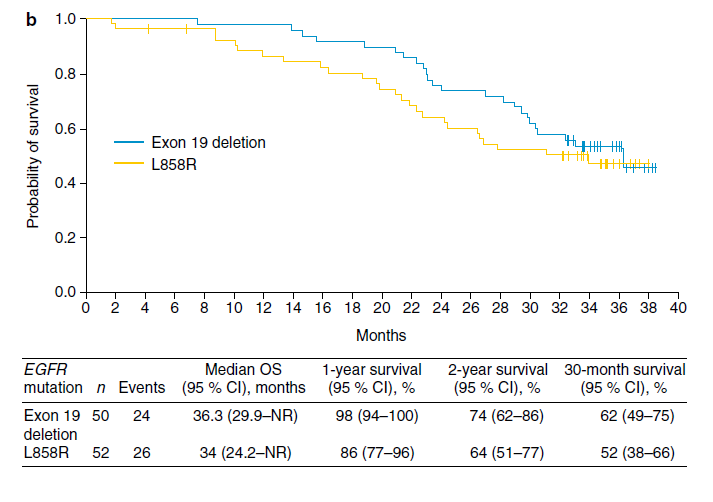 b
1.0
0.8
0.6
0.4
0.2
0.0
Probability of survival
Exon 19 deletion
L858R
0 2 4 6 8 10 12 14 16 18 20 22 24 26 28 30 32 34 36 38 40
Months
EGFR Median OS 1-year survival 2-year survival 30-month survival
mutation n Events (95 % CI), months (95 % CI), % (95 % CI), % (95 % CI), %
Exon 19 50 24 36.3 (29.9–NR) 98 (94–100) 74 (62–86) 62 (49–75)
deletion
L858R 52 26 34 (24.2–NR) 86 (77–96) 64 (51–77) 52 (38–66)